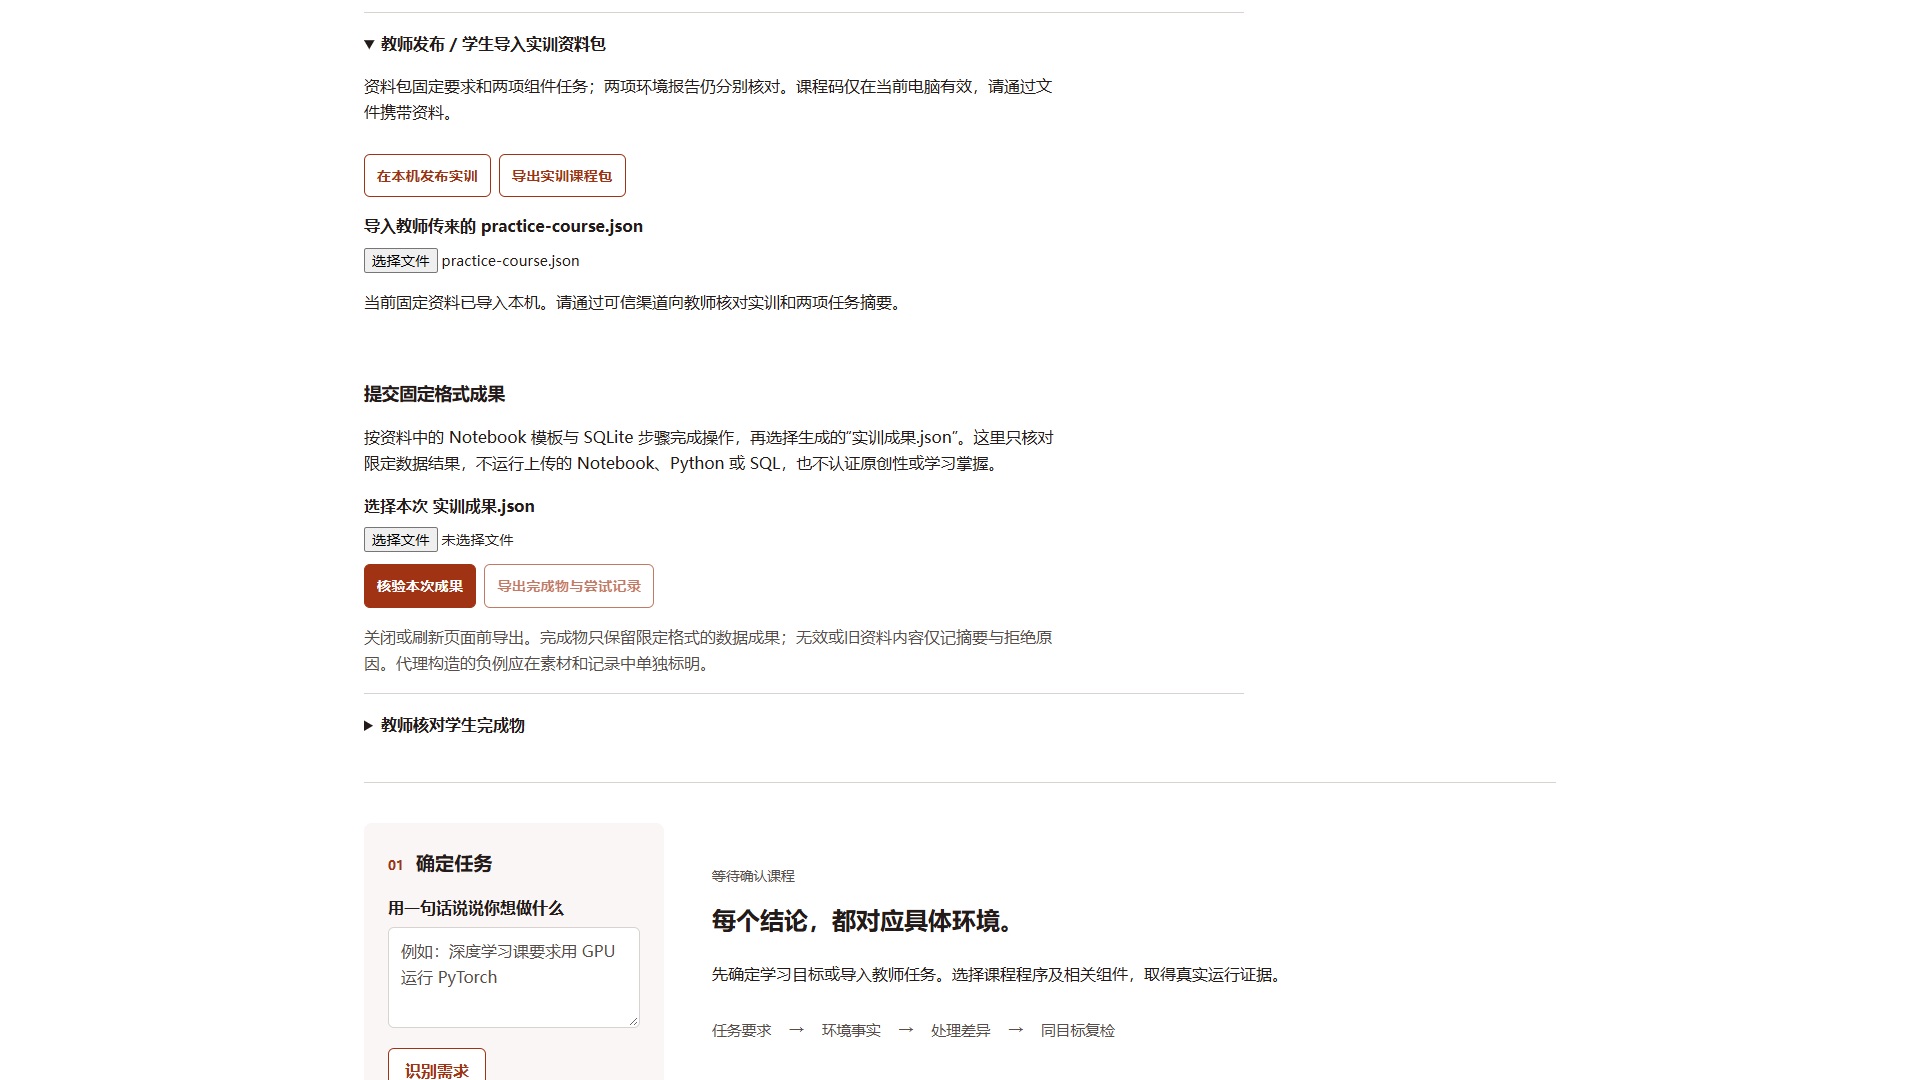 教师发布 / 学生导入实训资料包
资料包固定要求和两项组件任务；两项环境报告仍分别核对。课程码仅在当前电脑有效，请通过文
件携带资料。
在本机发布实训 导出实训课程包
导入教师传来的 practice-course.json
选择文件 practice-course.json
当前固定资料已导入本机。请通过可信渠道向教师核对实训和两项任务摘要。
提交固定格式成果
按资料中的 Notebook 模板与 SQLite 步骤完成操作，再选择生成的“实训成果.json”。这里只核对
限定数据结果，不运行上传的 Notebook、Python 或 SQL，也不认证原创性或学习掌握。
选择本次 实训成果.json
选择文件 未选择文件
核验本次成果 导出完成物与尝试记录
关闭或刷新页面前导出。完成物只保留限定格式的数据成果；无效或旧资料内容仅记摘要与拒绝原
因。代理构造的负例应在素材和记录中单独标明。
教师核对学生完成物
01 确定任务
用一句话说说你想做什么
例如：深度学习课要求用 GPU
运行 PyTorch
识别需求
等待确认课程
每个结论，都对应具体环境。
先确定学习目标或导入教师任务。选择课程程序及相关组件，取得真实运行证据。
任务要求 → 环境事实 → 处理差异 → 同目标复检